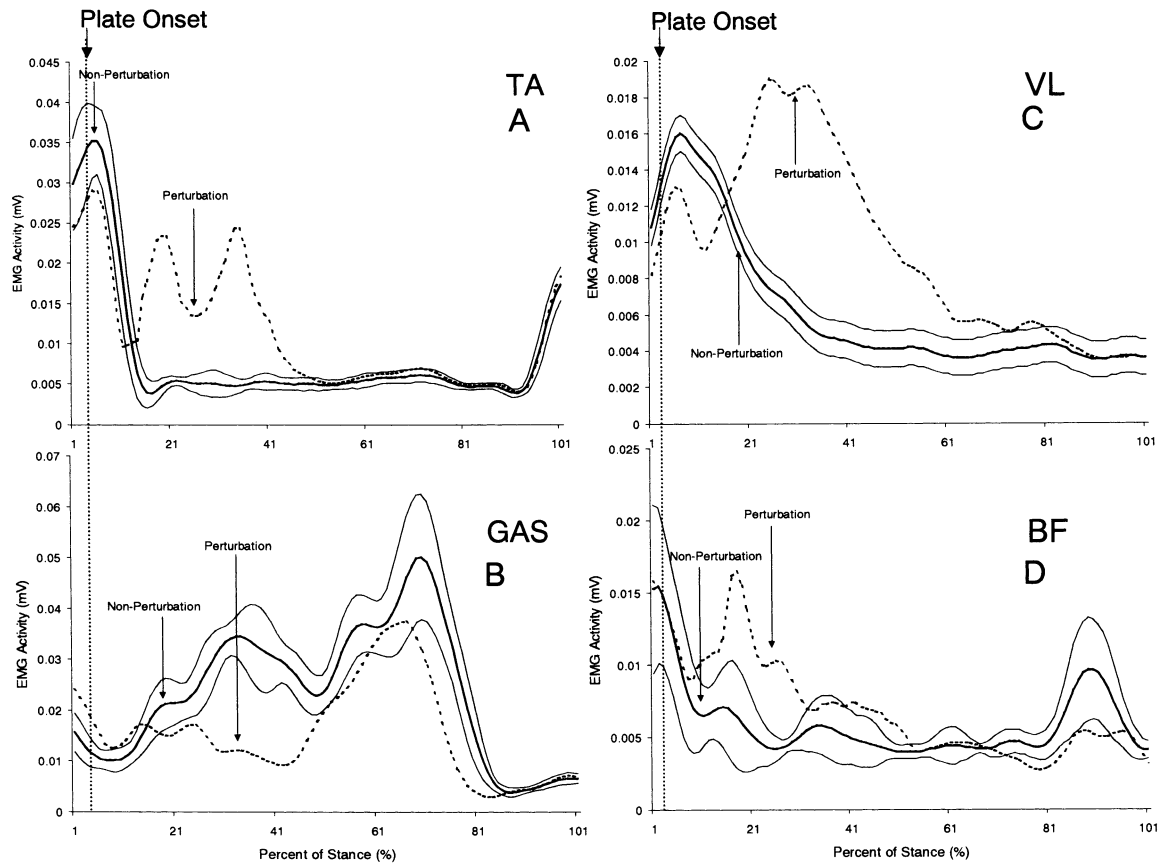 Plate Onset
0.045
0.04
0.035
0.03
0.025
0.02
0.015
0.01
0.005
0
EMG Activity (mV)
Non-Perturbation
Perturbation
TA
A
1 21 41 61 81 101
Plate Onset
0.02
0.018
0.016
0.014
0.012
0.01
0.008
0.006
0.004
0.002
0
EMG Activity (mV)
Perturbation
Non-Perturbation
VL
C
1 21 41 61 81 101
0.07
0.06
0.05
0.04
0.03
0.02
0.01
0
EMG Activity (mV)
Perturbation
Non-Perturbation
GAS
B
1 21 41 61 81 101
Percent of Stance (%)
0.025
0.02
0.015
0.01
0.005
0
EMG Activity (mV)
Perturbation
Non-Perturbation
BF
D
1 21 41 61 81 101
Percent of Stance (%)